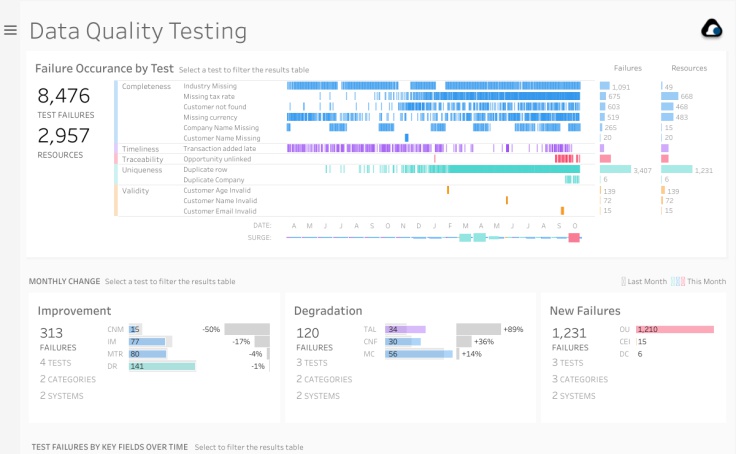 Data Quality Testing
Failure Occurance by Test Select a test to filter the results table
Failures Resources
8,476
TEST FAILURES
2,957
RESOURCES
Completeness Industry Missing 1,091 49
Missing tax rate 675 668
Customer not found 603 468
Missing currency 519 483
Company Name Missing 265 15
Customer Name Missing 20 20
Timeliness Transaction added late
Traceability Opportunity unlinked
Uniqueness Duplicate row 3,407 1,231
Duplicate Company 6 6
Validity Customer Age Invalid 139 139
Customer Name Invalid 72 72
Customer Email Invalid 15 15
DATE: A M J J A S O N D J F M A M J J A S O
SURGE:
MONTHLY CHANGE Select a test to filter the results table
Last Month This Month
Improvement
313
FAILURES
4 TESTS
2 CATEGORIES
2 SYSTEMS
CNM 15 -50%
IM 77 -17%
MTR 80 -4%
DR 141 -1%
Degradation
120
FAILURES
3 TESTS
2 CATEGORIES
2 SYSTEMS
TAL 34 +89%
CNF 30 +36%
MC 56 +14%
New Failures
1,231
FAILURES
3 TESTS
3 CATEGORIES
2 SYSTEMS
OU 1,210
CEI 15
DC 6
TEST FAILURES BY KEY FIELDS OVER TIME Select to filter the results table